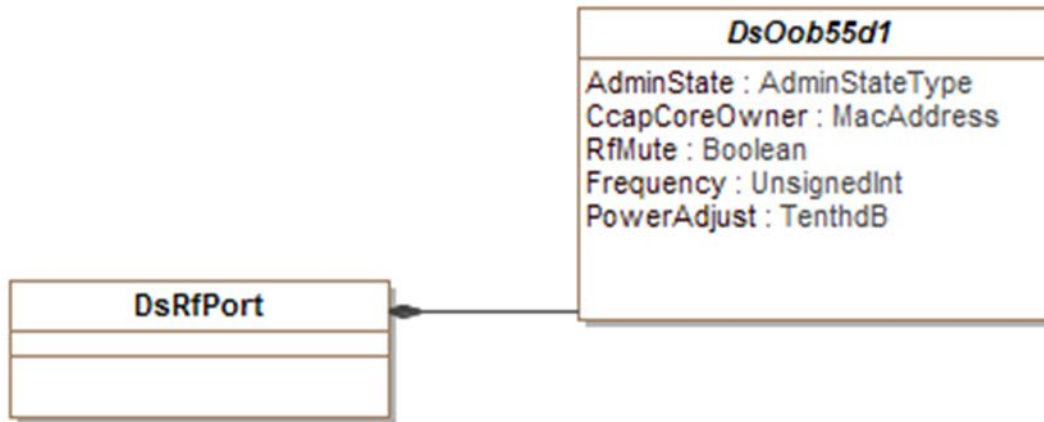 DsOob55d1
AdminState : AdminStateType
CcapCoreOwner : MacAddress
RfMute : Boolean
Frequency : UnsignedInt
PowerAdjust : TenthdB
DsRfPort